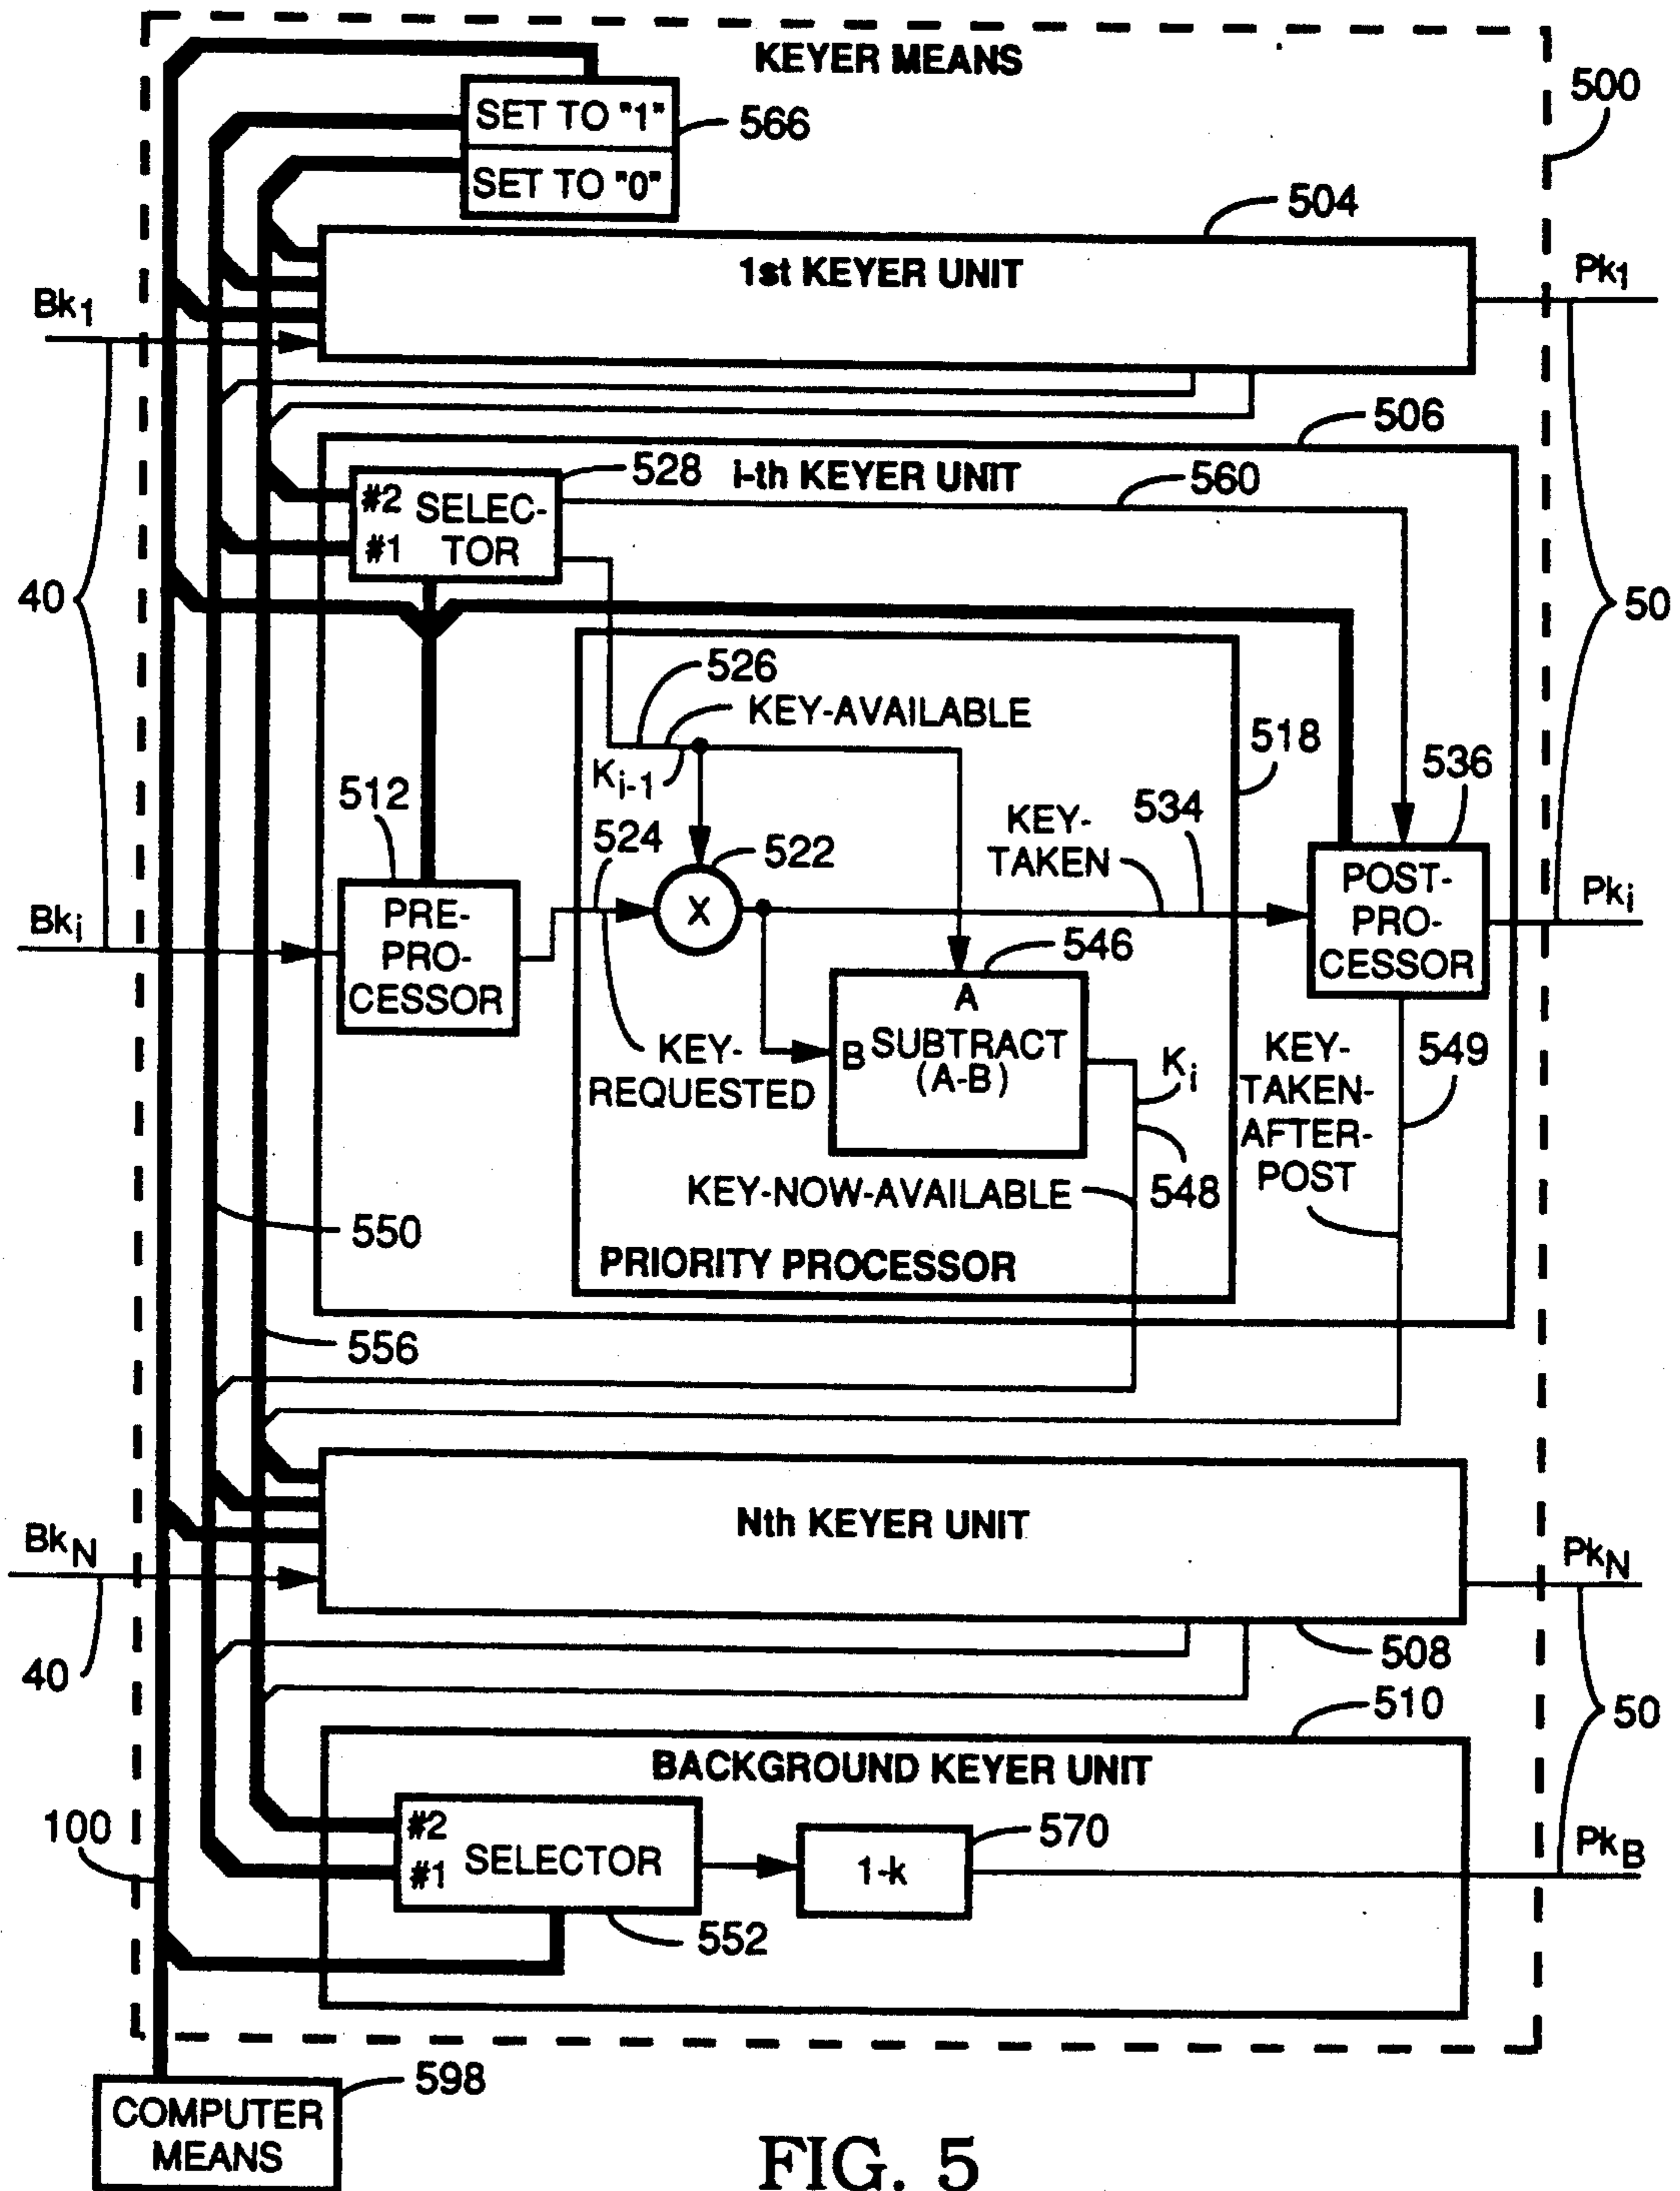 KEYER MEANS
500
SET TO "1"
566
SET TO "0"
504
1st KEYER UNIT
Pk1
Bk1
506
528
i-th KEYER UNIT
560
#2 SELEC-
#1 TOR
40
50
526
KEY-AVAILABLE
518
Ki-1
536
512
KEY-
TAKEN
534
524
522
X
POST-
PRO-
CESSOR
Pki
Bki
PRE-
PRO-
CESSOR
546
A
B SUBTRACT
(A-B)
KEY-
REQUESTED
Ki
KEY-
TAKEN-
AFTER-
POST
549
548
KEY-NOW-AVAILABLE
550
PRIORITY PROCESSOR
556
Nth KEYER UNIT
BkN
PkN
40
508
510
50
BACKGROUND KEYER UNIT
100
#2
#1
SELECTOR
570
1-k
PkB
552
598
COMPUTER
MEANS
FIG. 5